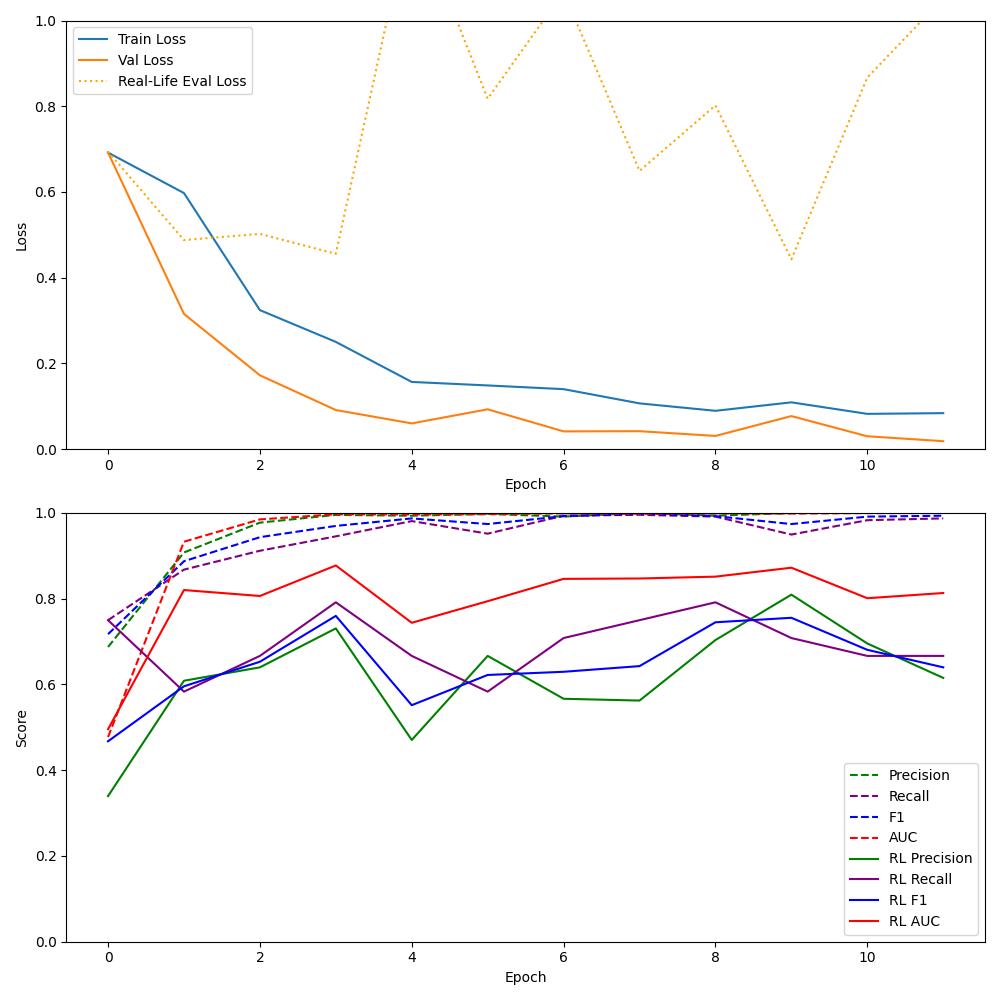 1.0
0.8
0.6
0.4
0.2
0.0
Loss
Train Loss
Val Loss
Real-Life Eval Loss
0 2 4 6 8 10
Epoch
1.0
0.8
0.6
0.4
0.2
0.0
Score
Precision
Recall
F1
AUC
RL Precision
RL Recall
RL F1
RL AUC
0 2 4 6 8 10
Epoch